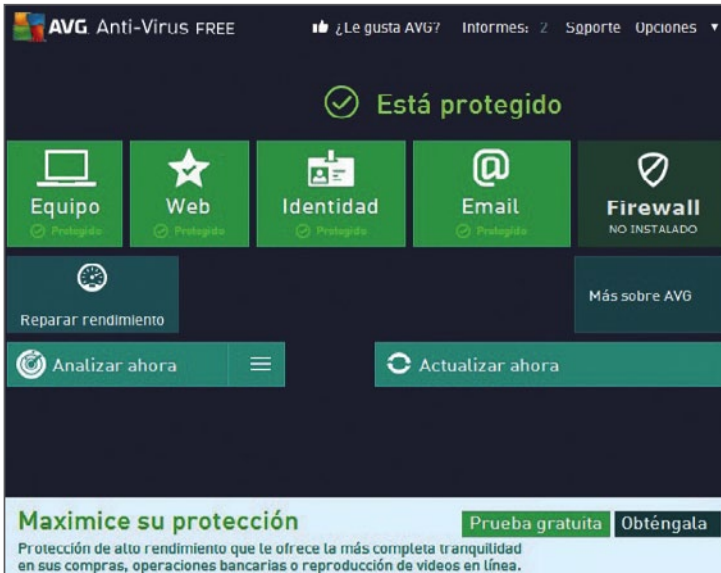 AVG Anti-Virus FREE ¿Le gusta AVG? Informes: 2 Soporte Opciones
Está protegido
Equipo Web Identidad Email Firewall
Protegido Protegido Protegido Protegido NO INSTALADO
Reparar rendimiento Más sobre AVG
Analizar ahora Actualizar ahora
Maximice su protección Prueba gratuita Obténgala
Protección de alto rendimiento que le ofrece la más completa tranquilidad
en sus compras, operaciones bancarias o reproducción de videos en línea.